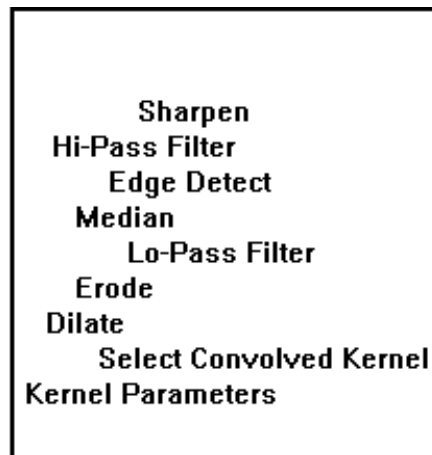 Sharpen
Hi-Pass Filter
Edge Detect
Median
Lo-Pass Filter
Erode
Dilate
Select Convolved Kernel
Kernel Parameters